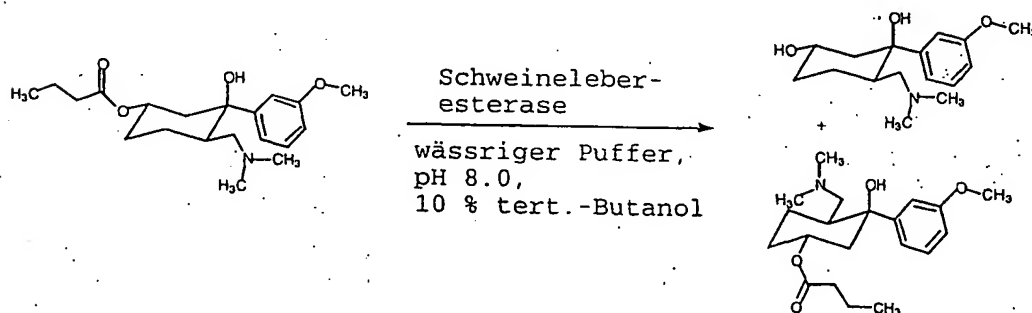 Schweineleber-
esterase
wässriger Puffer,
pH 8.0,
10 % tert.-Butanol
H₃C
O
O
OH
O
CH₃
N
CH₃
H₃C
OH
O
CH₃
HO
N
CH₃
H₃C
+
CH₃
N
H₃C
OH
O
CH₃
O
O
CH₃